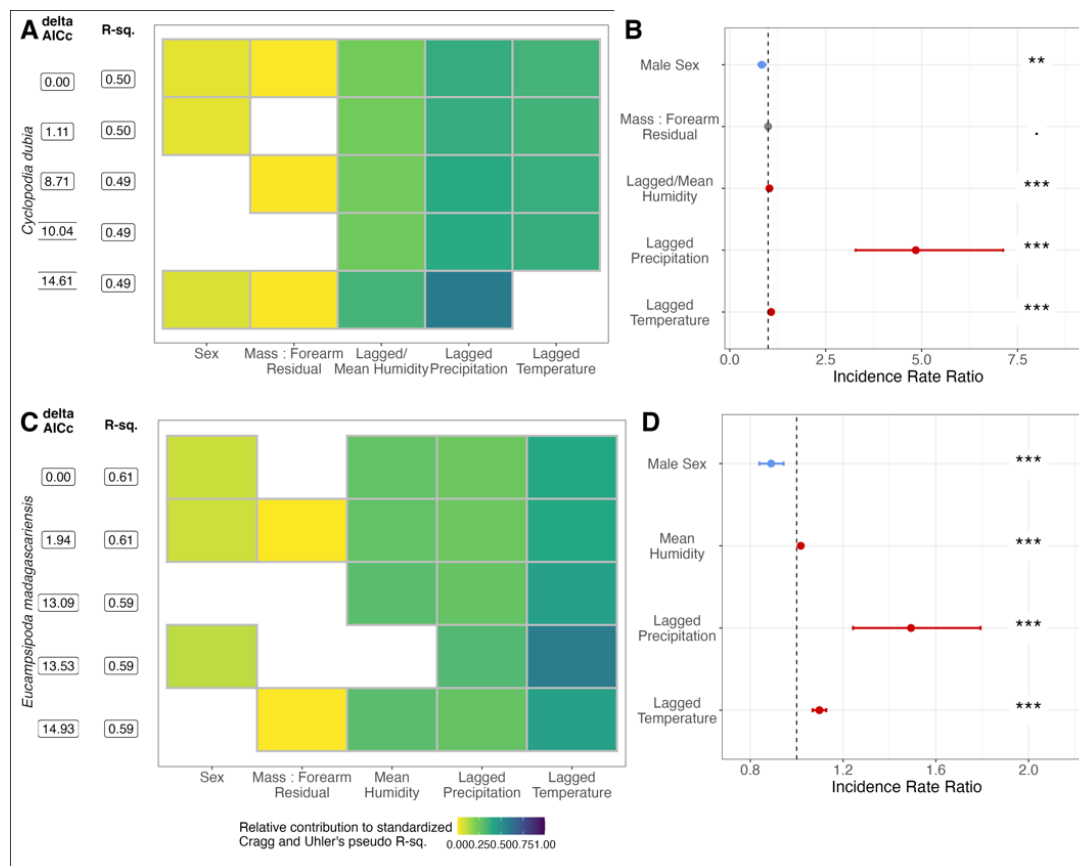 A
delta
AICc
R-sq.
Cyclopodia dubia
0.00
0.50
1.11
0.50
8.71
0.49
10.04
0.49
14.61
0.49
Sex
Mass : Forearm
Residual
Lagged/
Mean Humidity
Lagged
Precipitation
Lagged
Temperature
B
Male Sex
**
Mass : Forearm
Residual
.
Lagged/Mean
Humidity
***
Lagged
Precipitation
***
Lagged
Temperature
***
0.0
2.5
5.0
7.5
Incidence Rate Ratio
C
delta
AICc
R-sq.
Eucampsipoda madagascariensis
0.00
0.61
1.94
0.61
13.09
0.59
13.53
0.59
14.93
0.59
Sex
Mass : Forearm
Residual
Mean
Humidity
Lagged
Precipitation
Lagged
Temperature
Relative contribution to standardized
Cragg and Uhler's pseudo R-sq.
0.000.250.500.751.00
D
Male Sex
***
Mean
Humidity
***
Lagged
Precipitation
***
Lagged
Temperature
***
0.8
1.2
1.6
2.0
Incidence Rate Ratio